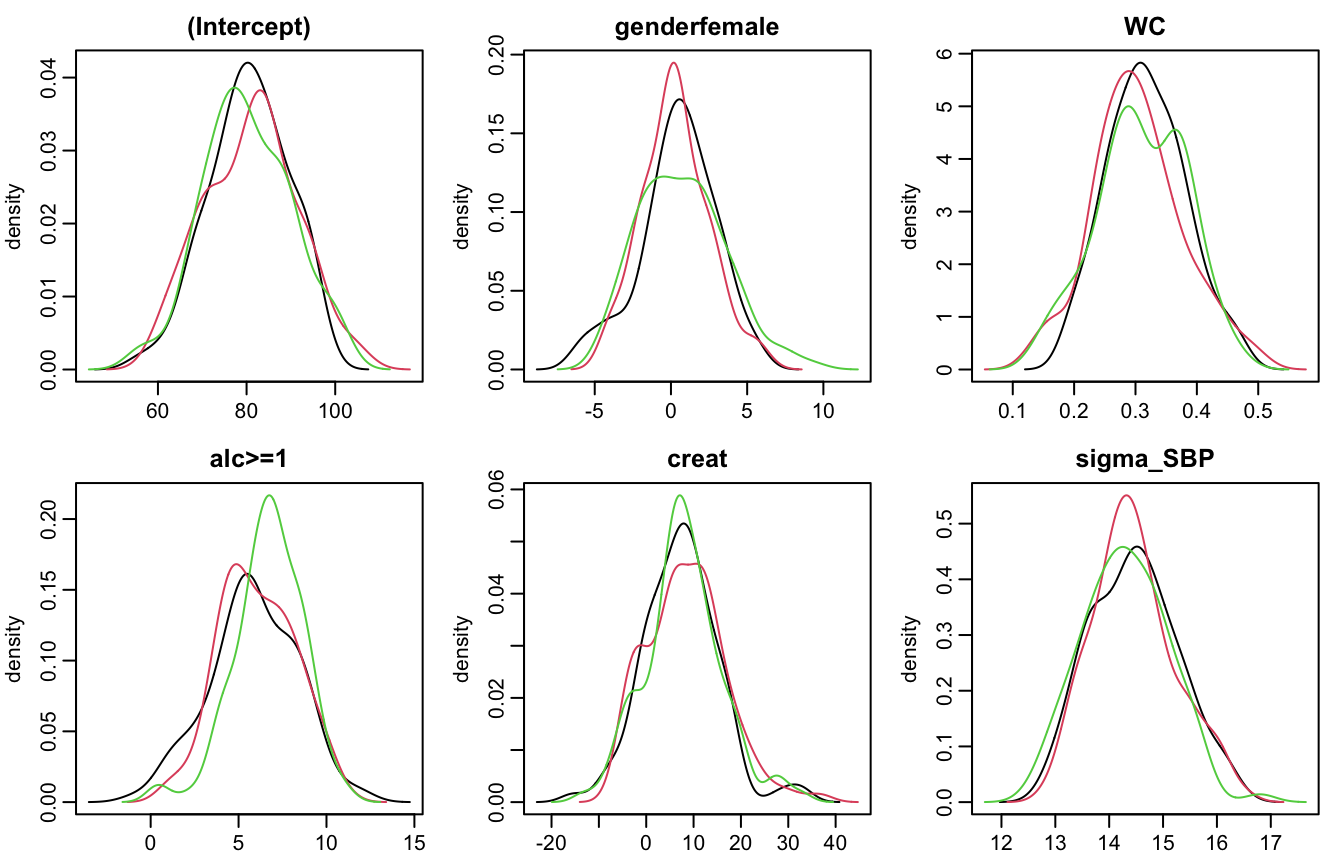 (Intercept)
density
0.00 0.01 0.02 0.03 0.04
60 80 100
genderfemale
density
0.00 0.05 0.10 0.15 0.20
-5 0 5 10
WC
density
0 1 2 3 4 5 6
0.1 0.2 0.3 0.4 0.5
alc>=1
density
0.00 0.05 0.10 0.15 0.20
0 5 10 15
creat
density
0.00 0.02 0.04 0.06
-20 0 10 20 30 40
sigma_SBP
density
0.0 0.1 0.2 0.3 0.4 0.5
12 13 14 15 16 17